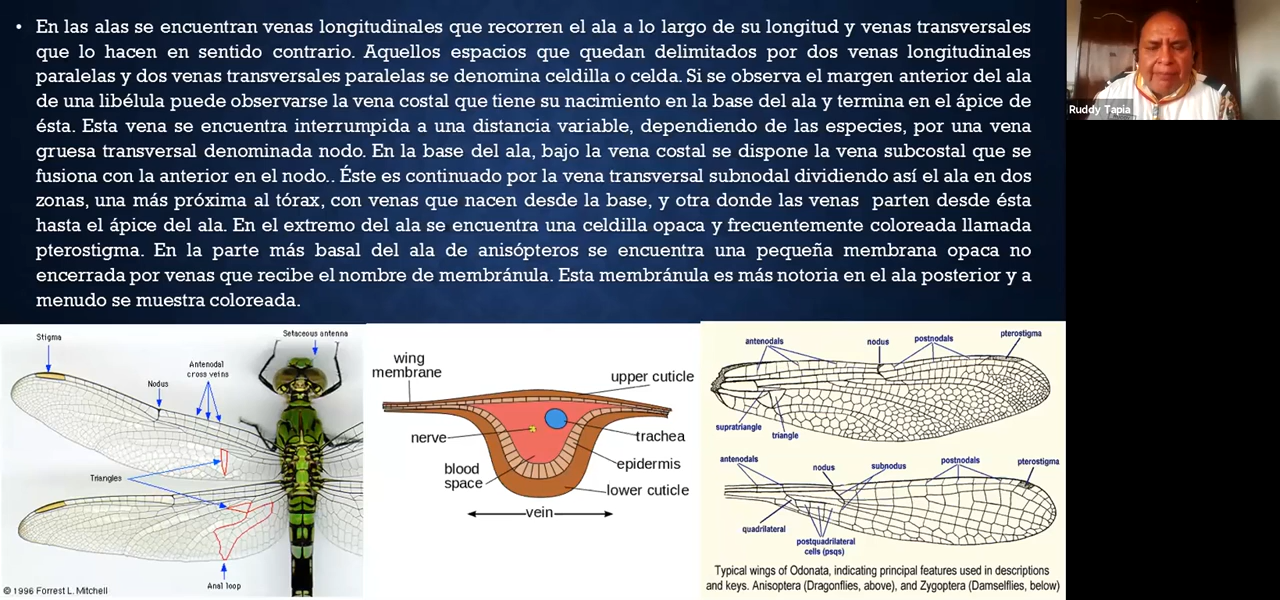 • En las alas se encuentran venas longitudinales que recorren el ala a lo largo de su longitud y venas transversales
que lo hacen en sentido contrario. Aquellos espacios que quedan delimitados por dos venas longitudinales
paralelas y dos venas transversales paralelas se denomina celdilla o celda. Si se observa el margen anterior del ala
de una libélula puede observarse la vena costal que tiene su nacimiento en la base del ala y termina en el ápice de
ésta. Esta vena se encuentra interrumpida a una distancia variable, dependiendo de las especies, por una vena
gruesa transversal denominada nodo. En la base del ala, bajo la vena costal se dispone la vena subcostal que se
fusiona con la anterior en el nodo.. Éste es continuado por la vena transversal subnodal dividiendo así el ala en dos
zonas, una más próxima al tórax, con venas que nacen desde la base, y otra donde las venas parten desde ésta
hasta el ápice del ala. En el extremo del ala se encuentra una celdilla opaca y frecuentemente coloreada llamada
pterostigma. En la parte más basal del ala de anisópteros se encuentra una pequeña membrana opaca no
encerrada por venas que recibe el nombre de membránula. Esta membránula es más notoria en el ala posterior y a
menudo se muestra coloreada.
Ruddy Tapia
Stigma
Setaceous antenna
Antenodal
cross veins
Nodus
Triangles
Anal loop
© 1996 Forrest L. Mitchell
wing
membrane
upper cuticle
nerve
trachea
blood
space
epidermis
lower cuticle
vein
antenodals
nodus
postnodals
pterostigma
supratriangle
triangle
antenodals
nodus
subnodus
postnodals
pterostigma
quadrilateral
postquadrilateral
cells (psqs)
Typical wings of Odonata, indicating principal features used in descriptions
and keys. Anisoptera (Dragonflies, above), and Zygoptera (Damselflies, below)